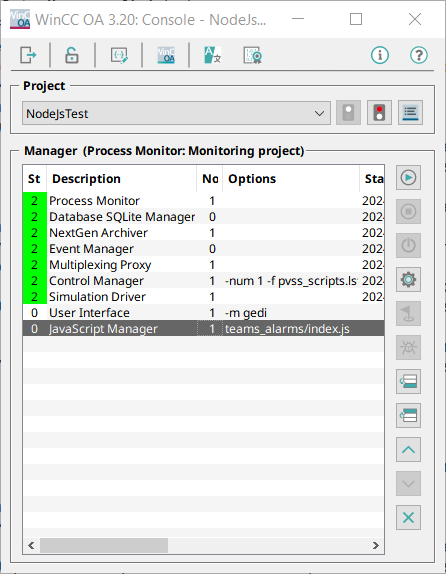 WinCC OA 3.20: Console - NodeJs...
Project
NodeJsTest
Manager (Process Monitor: Monitoring project)
St Description No Options Sta
2 Process Monitor 1 202
2 Database SQLite Manager 0 202
2 NextGen Archiver 1 202
2 Event Manager 0 202
2 Multiplexing Proxy 1 202
2 Control Manager 1 -num 1 -f pvss_scripts.ls 202
2 Simulation Driver 1 202
0 User Interface 1 -m gedi
0 JavaScript Manager 1 teams_alarms/index.js